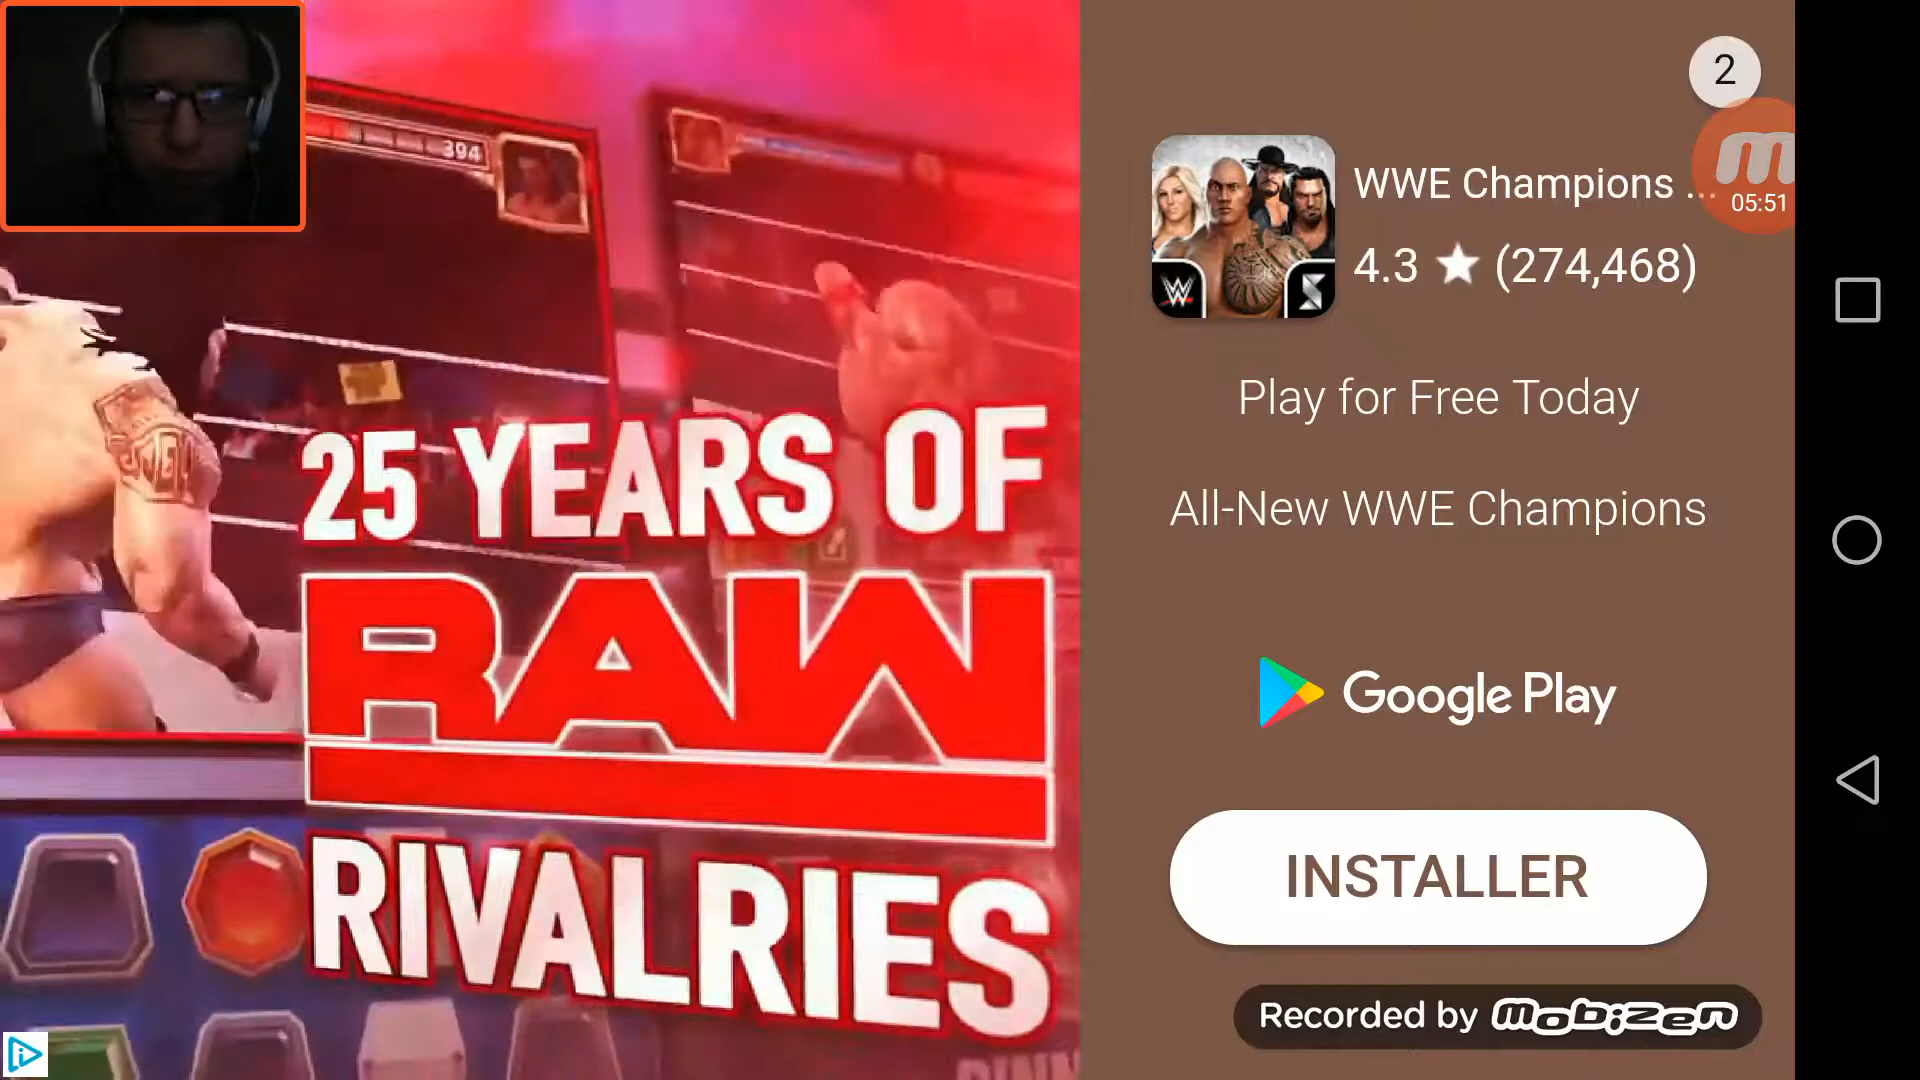 394
25 YEARS OF
RAW
RIVALRIES
2
WWE Champions ...
05:51
4.3 ★ (274,468)
Play for Free Today
All-New WWE Champions
Google Play
INSTALLER
Recorded by mobizen